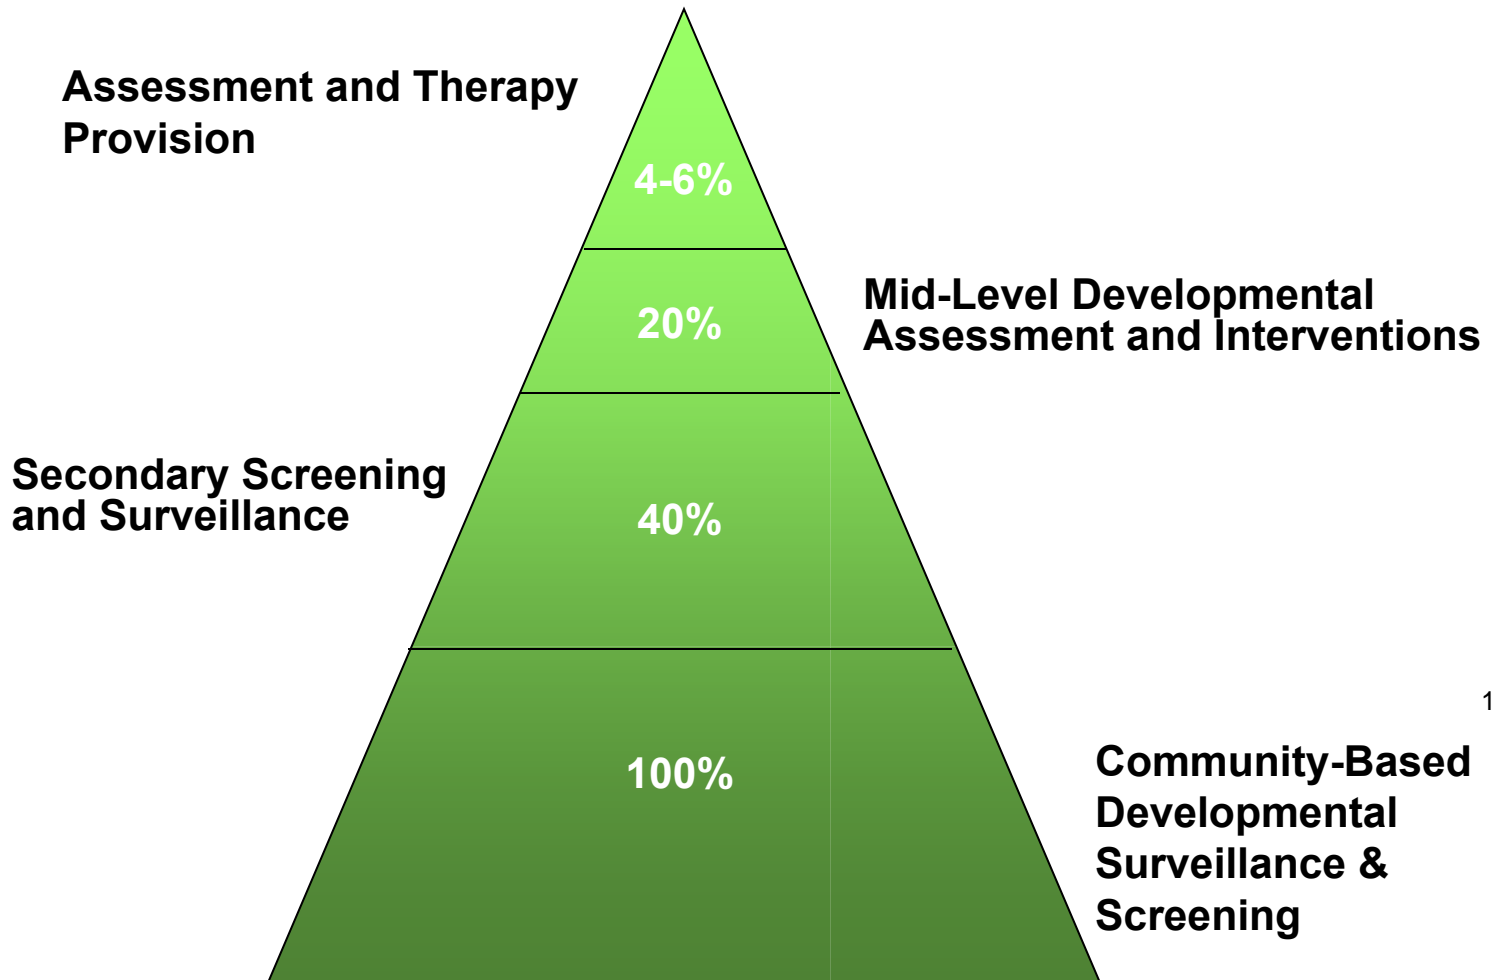 Assessment and Therapy
Provision
4-6%
20%
Mid-Level Developmental
Assessment and Interventions
Secondary Screening
and Surveillance
40%
1
100%
Community-Based
Developmental
Surveillance &
Screening